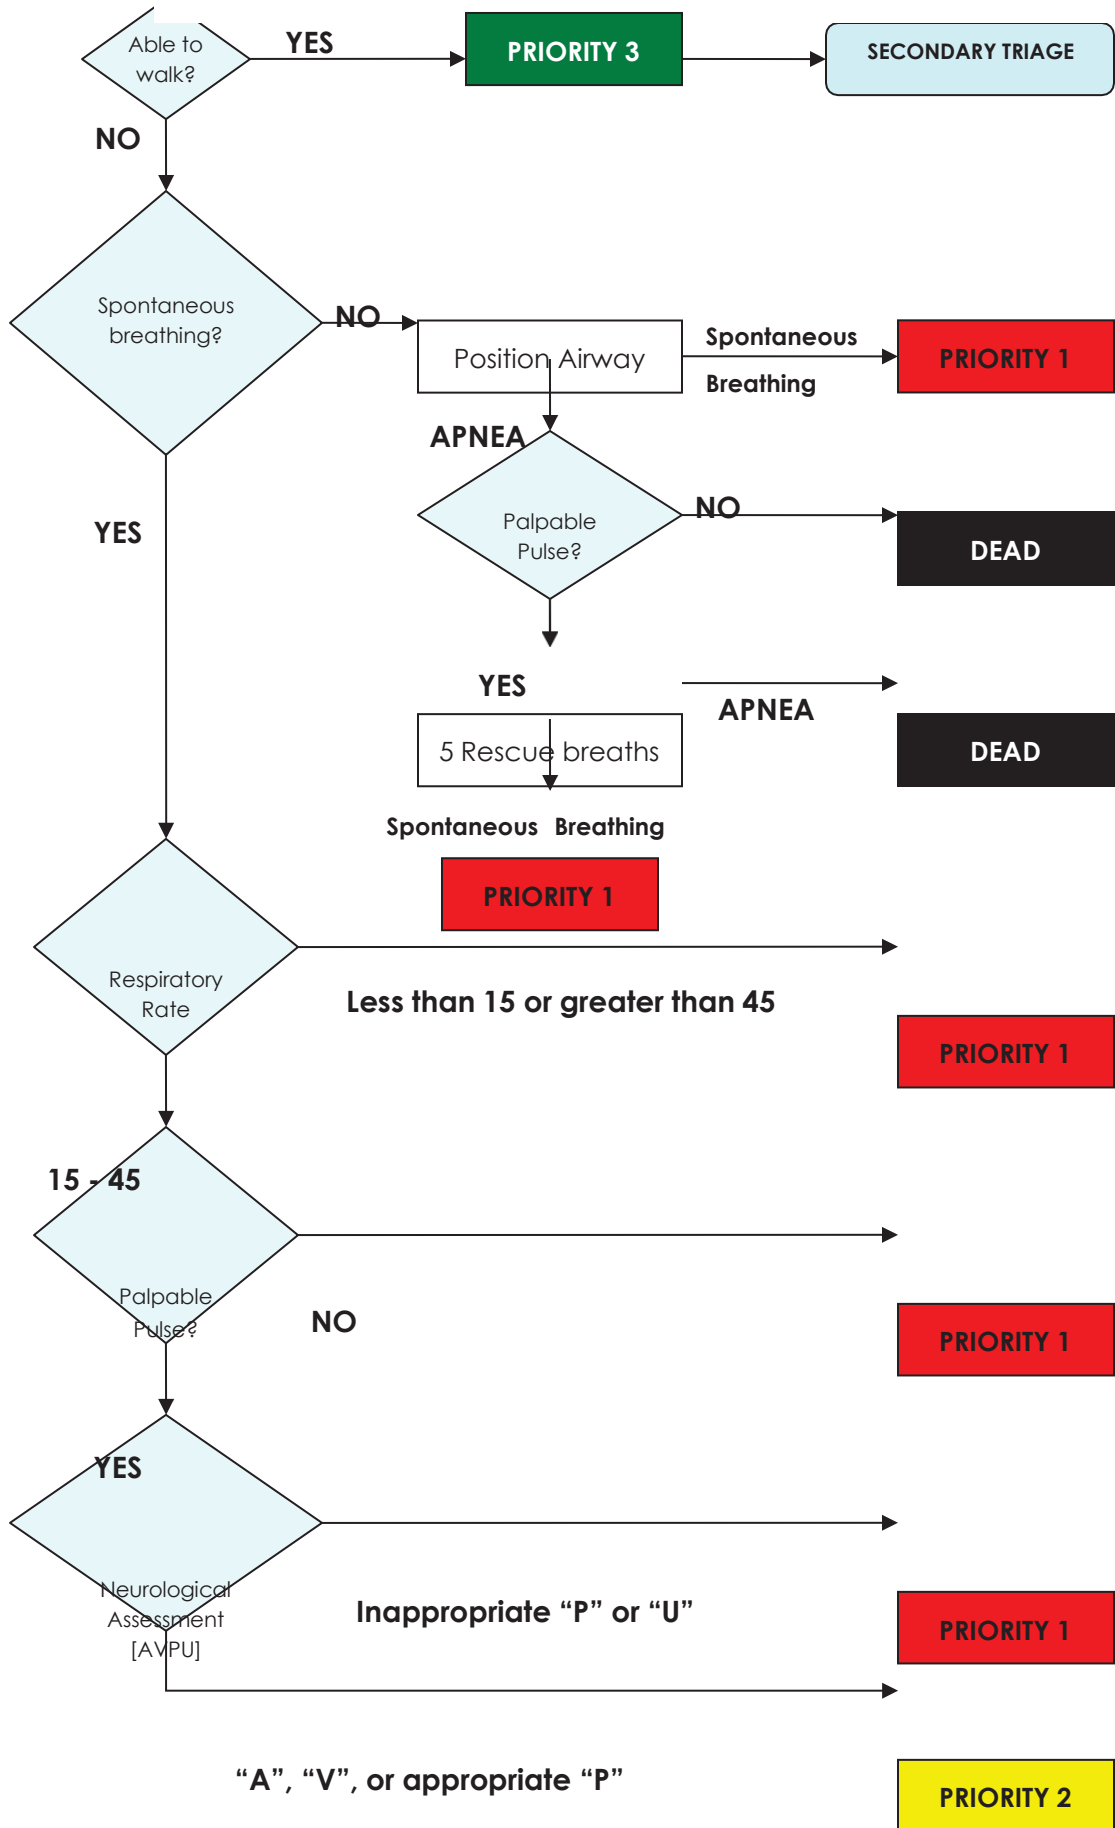 Able to
walk?
YES
PRIORITY 3
SECONDARY TRIAGE
NO
Spontaneous
breathing?
NO
Position Airway
Spontaneous
Breathing
PRIORITY 1
APNEA
Palpable
Pulse?
NO
DEAD
YES
YES
APNEA
5 Rescue breaths
DEAD
Spontaneous Breathing
PRIORITY 1
Respiratory
Rate
Less than 15 or greater than 45
PRIORITY 1
15 - 45
Palpable
Pulse?
NO
PRIORITY 1
YES
Neurological
Assessment
[AVPU]
Inappropriate “P” or “U”
PRIORITY 1
“A”, “V”, or appropriate “P”
PRIORITY 2